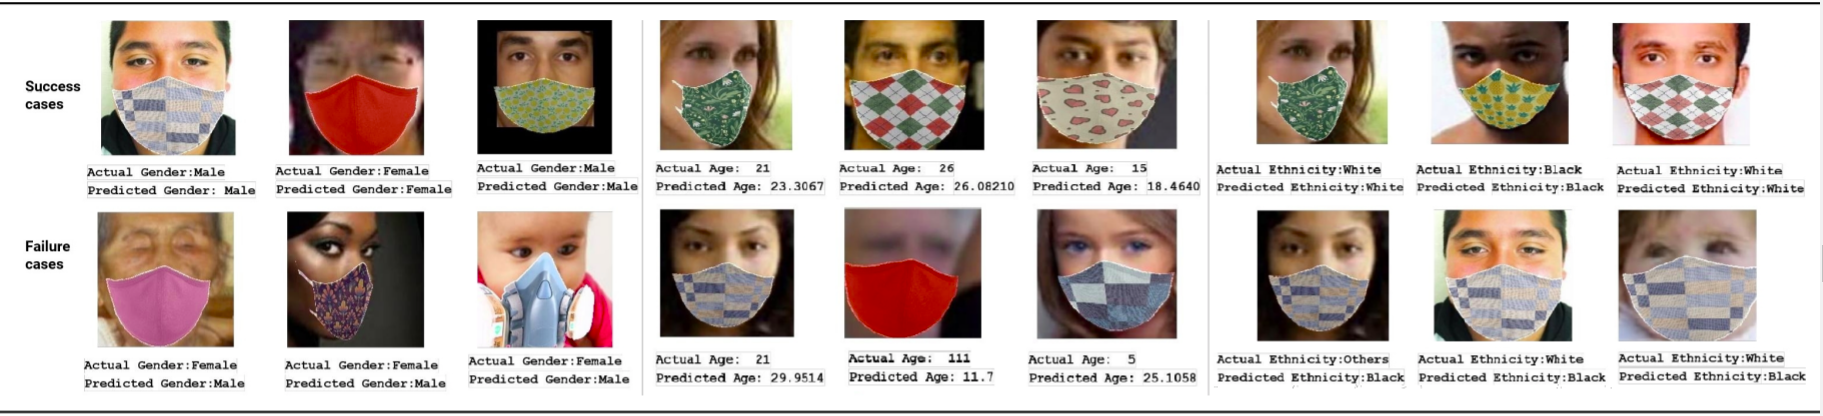 Success
cases
Actual Gender:Male
Predicted Gender: Male
Actual Gender:Female
Predicted Gender:Female
Actual Gender:Male
Predicted Gender:Male
Actual Age: 21
Predicted Age: 23.3067
Actual Age: 26
Predicted Age: 26.08210
Actual Age: 15
Predicted Age: 18.4640
Actual Ethnicity:White
Predicted Ethnicity:White
Actual Ethnicity:Black
Predicted Ethnicity:Black
Actual Ethnicity:White
Predicted Ethnicity:White
Failure
cases
Actual Gender:Female
Predicted Gender:Male
Actual Gender:Female
Predicted Gender:Male
Actual Gender:Female
Predicted Gender:Male
Actual Age: 21
Predicted Age: 29.9514
Actual Age: 111
Predicted Age: 11.7
Actual Age: 5
Predicted Age: 25.1058
Actual Ethnicity:Others
Predicted Ethnicity:Black
Actual Ethnicity:White
Predicted Ethnicity:Black
Actual Ethnicity:White
Predicted Ethnicity:Black